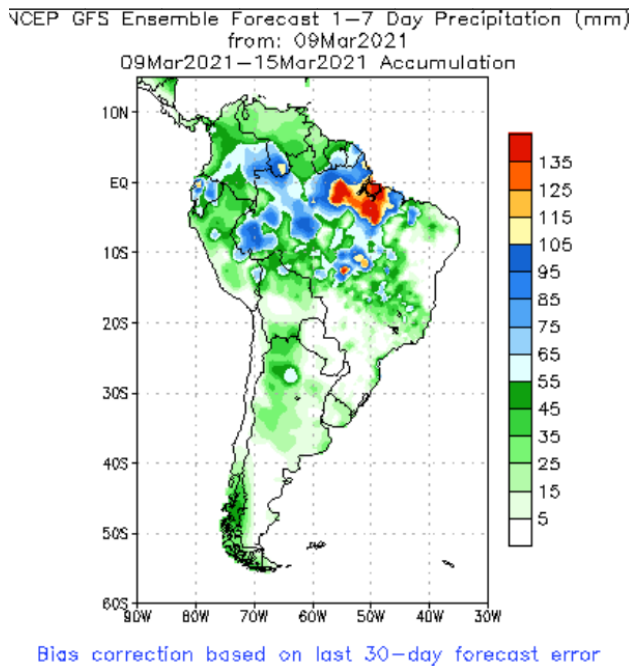 NCEP GFS Ensemble Forecast 1-7 Day Precipitation (mm)
from: 09Mar2021
09Mar2021-15Mar2021 Accumulation
10N
EQ
10S
20S
30S
40S
50S
60S
90W 80W 70W 60W 50W 40W 30W
135
125
115
105
95
85
75
65
55
45
35
25
15
5
Bias correction based on last 30-day forecast error